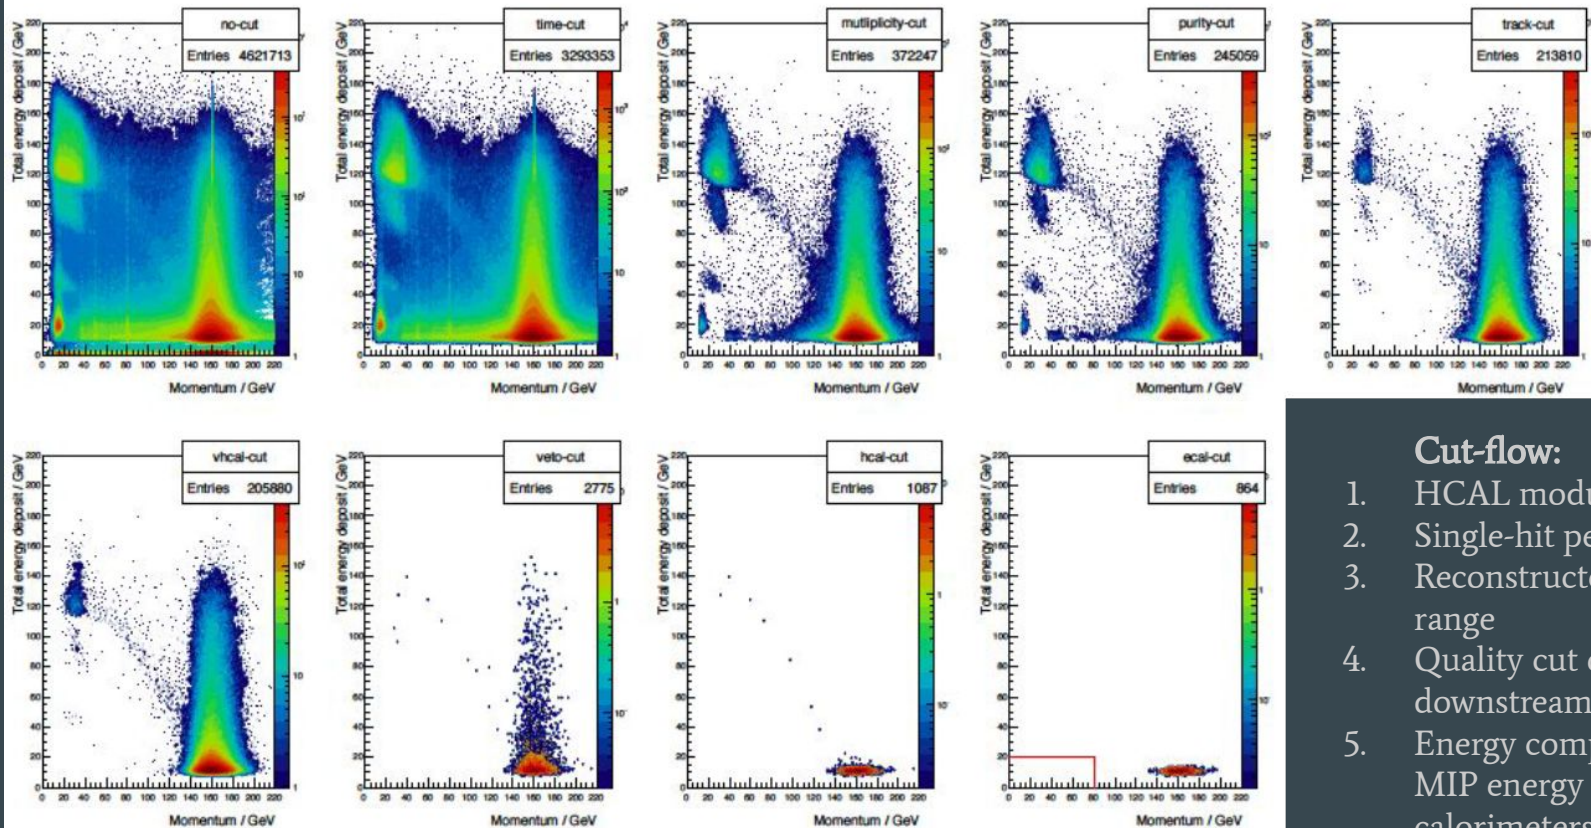 no-cut
Entries 4621713
Total energy deposit / GeV
Momentum / GeV
time-cut
Entries 3293353
Total energy deposit / GeV
Momentum / GeV
mutliplicity-cut
Entries 372247
Total energy deposit / GeV
Momentum / GeV
purity-cut
Entries 245059
Total energy deposit / GeV
Momentum / GeV
track-cut
Entries 213810
Total energy deposit / GeV
Momentum / GeV
vhcal-cut
Entries 205880
Total energy deposit / GeV
Momentum / GeV
veto-cut
Entries 2775
Total energy deposit / GeV
Momentum / GeV
hcal-cut
Entries 1087
Total energy deposit / GeV
Momentum / GeV
ecal-cut
Entries 864
Total energy deposit / GeV
Momentum / GeV
Cut-flow:
1. HCAL modu
2. Single-hit pe
3. Reconstructe
range
4. Quality cut
downstream
5. Energy comp
MIP energy
calorimeters